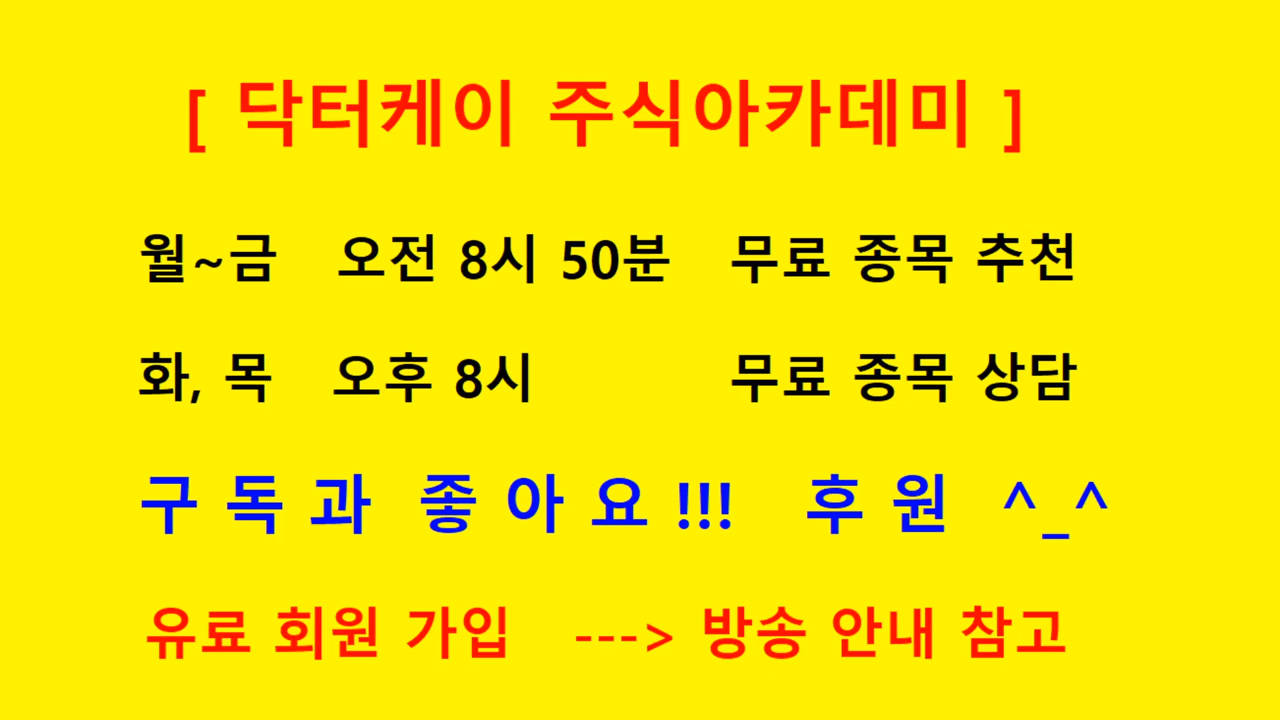 [ 닥터케이 주식아카데미 ]
월~금 오전 8시 50분 무료 종목 추천
화, 목 오후 8시 무료 종목 상담
구 독 과 좋 아 요 !!! 후 원 ^_^
유료 회원 가입 ---> 방송 안내 참고